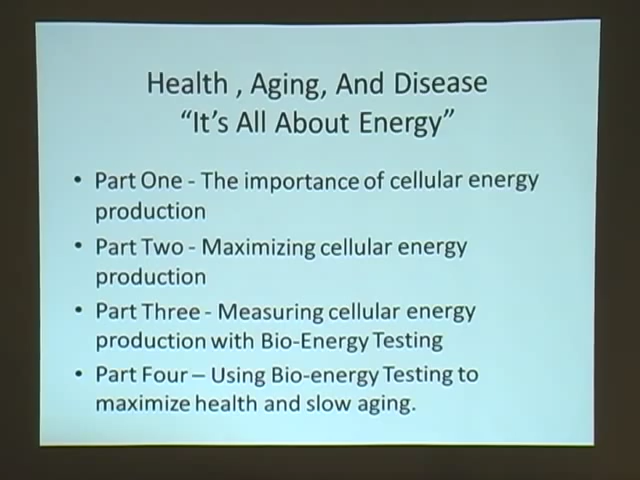 Health , Aging, And Disease
“It’s All About Energy”
• Part One - The importance of cellular energy
production
• Part Two - Maximizing cellular energy
production
• Part Three - Measuring cellular energy
production with Bio-Energy Testing
• Part Four – Using Bio-energy Testing to
maximize health and slow aging.